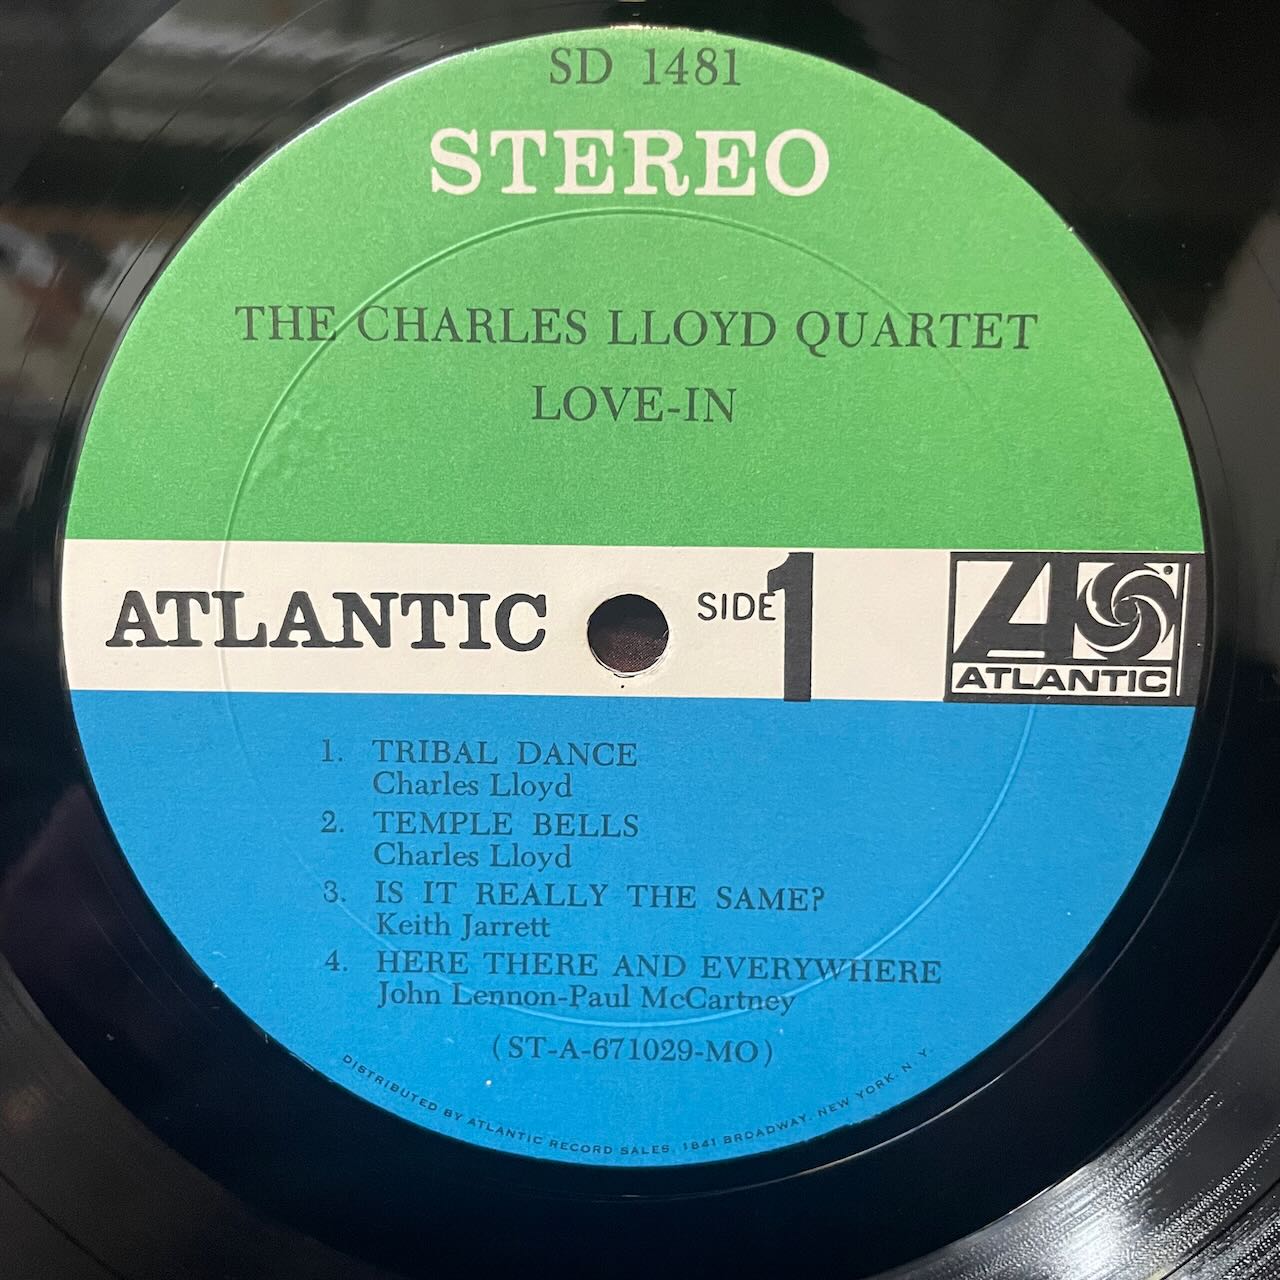 SD 1481
STEREO
THE CHARLES LLOYD QUARTET
LOVE-IN
ATLANTIC
SIDE 1
ATLANTIC
1. TRIBAL DANCE
Charles Lloyd
2. TEMPLE BELLS
Charles Lloyd
3. IS IT REALLY THE SAME?
Keith Jarrett
4. HERE THERE AND EVERYWHERE
John Lennon-Paul McCartney
(ST-A-671029-MO)
DISTRIBUTED BY ATLANTIC RECORD SALES, 1841 BROADWAY, NEW YORK, N. Y.